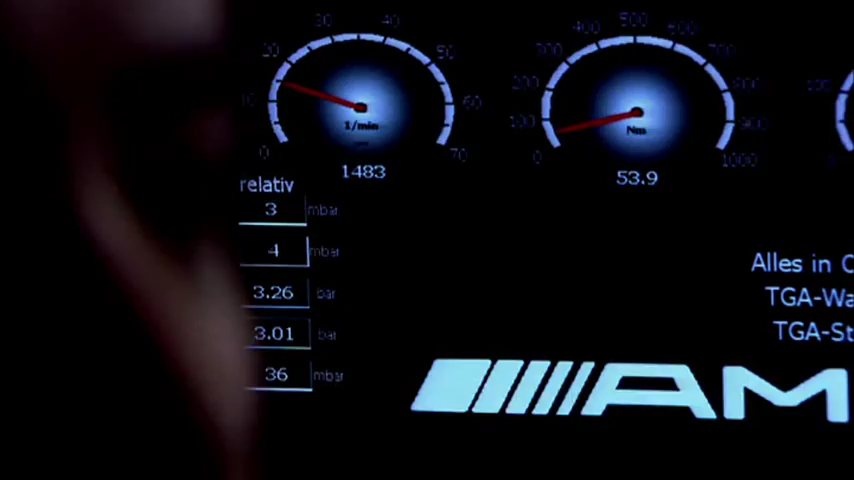 0 10 20 30 40 50 60 70
1/min
1483
0 100 200 300 400 500 600 700 800 900 1000
Nm
53.9
relativ
3 mbar
4 mbar
3.26 bar
3.01 bar
36 mbar
Alles in O
TGA-Wa
TGA-St
AM